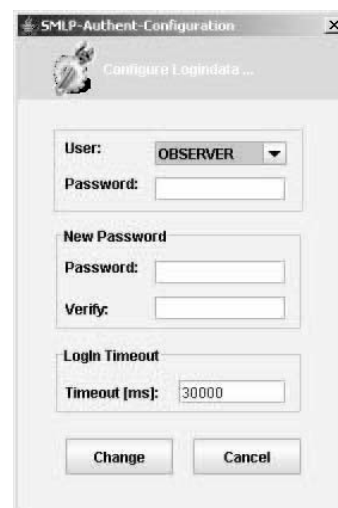 SMLP-Authent-Configuration
Configure Logindata ...
User: OBSERVER
Password:
New Password
Password:
Verify:
LogIn Timeout
Timeout [ms]: 30000
Change Cancel